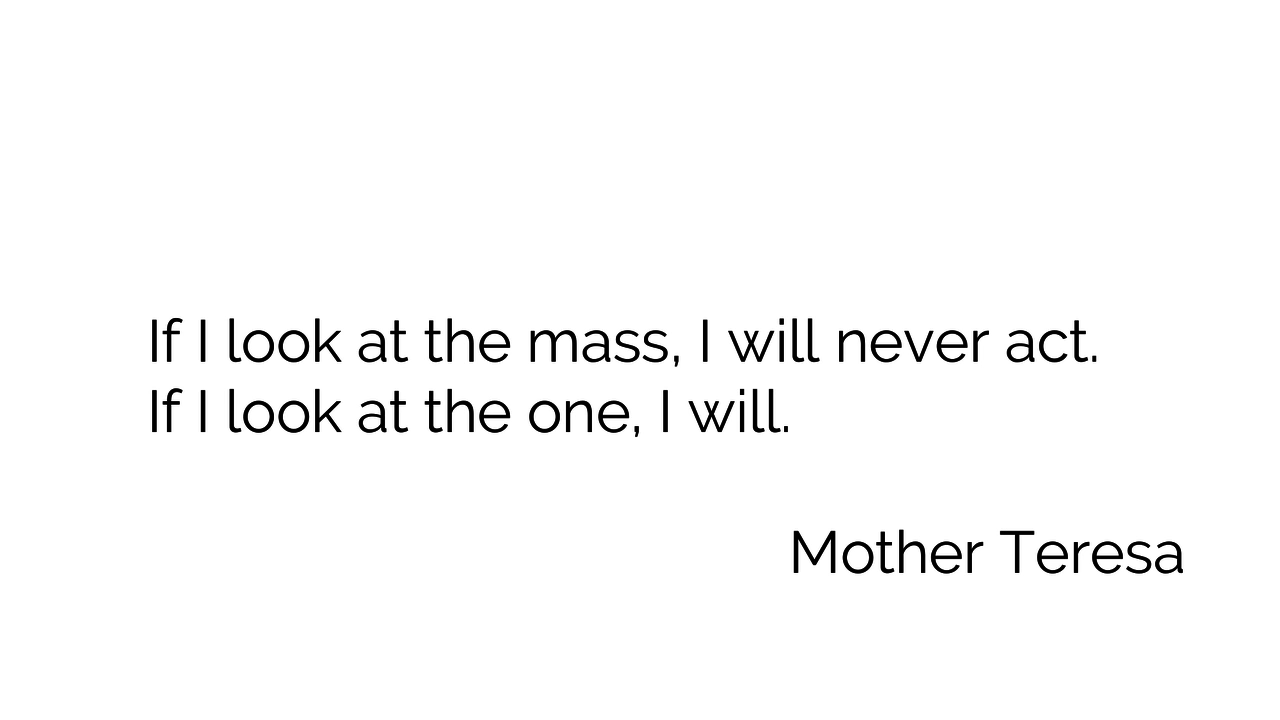 If I look at the mass, I will never act.
If I look at the one, I will.
Mother Teresa